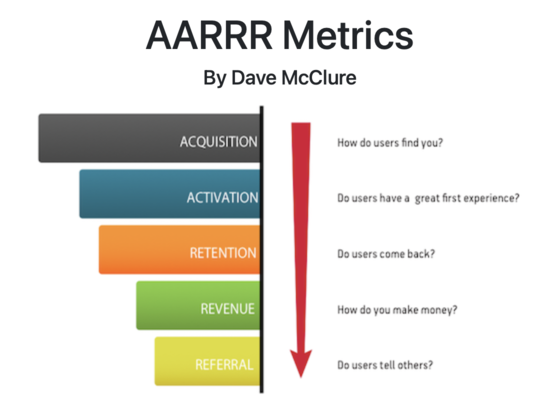 AARRR Metrics
By Dave McClure
ACQUISITION How do users find you?
ACTIVATION Do users have a great first experience?
RETENTION Do users come back?
REVENUE How do you make money?
REFERRAL Do users tell others?